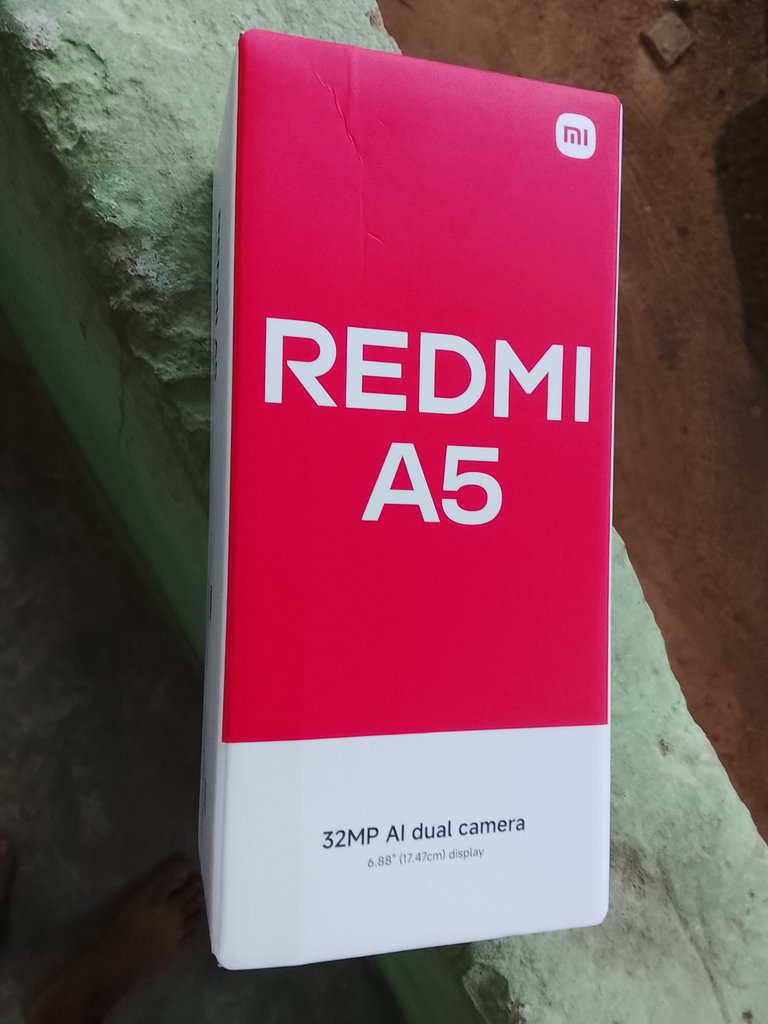 mi
REDMI
A5
32MP AI dual camera
6.88" (17.47cm) display